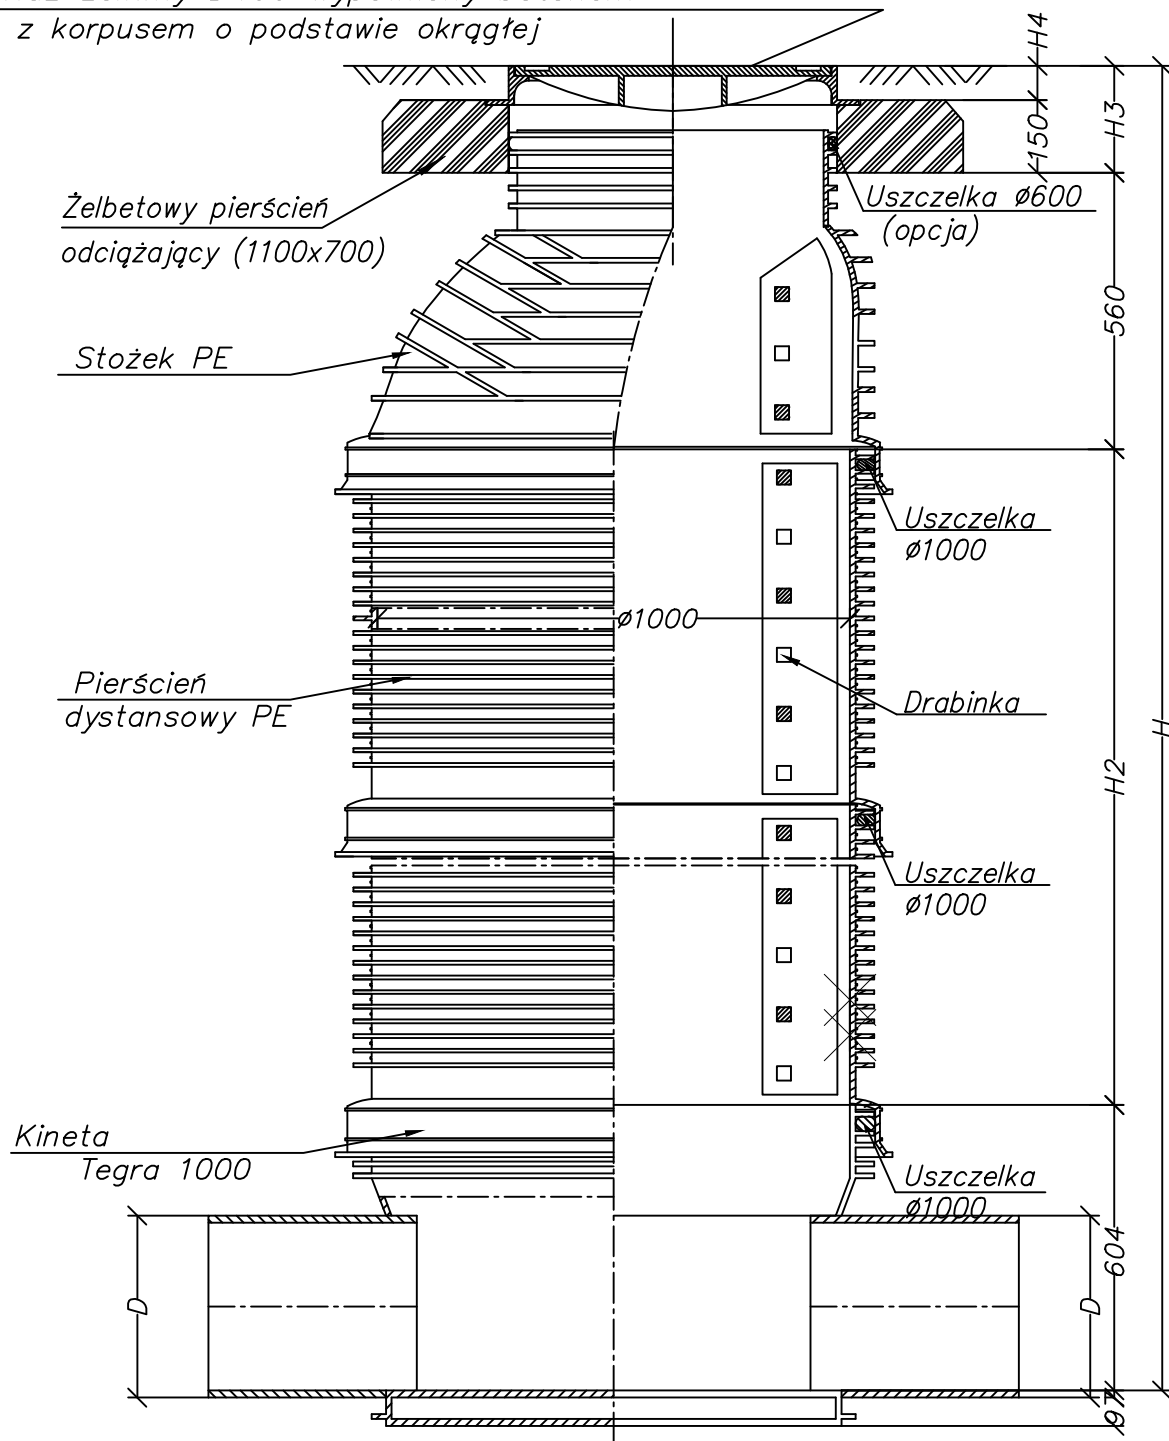 z korpusem o podstawie okrągłej
H4
H3
150
Żelbetowy pierścień
odciążający (1100x700)
Uszczelka ø600
(opcja)
560
Stożek PE
Uszczelka
ø1000
ø1000
Pierścień
dystansowy PE
Drabinka
H
H2
Uszczelka
ø1000
Kineta
Tegra 1000
Uszczelka
ø1000
604
D
D
97